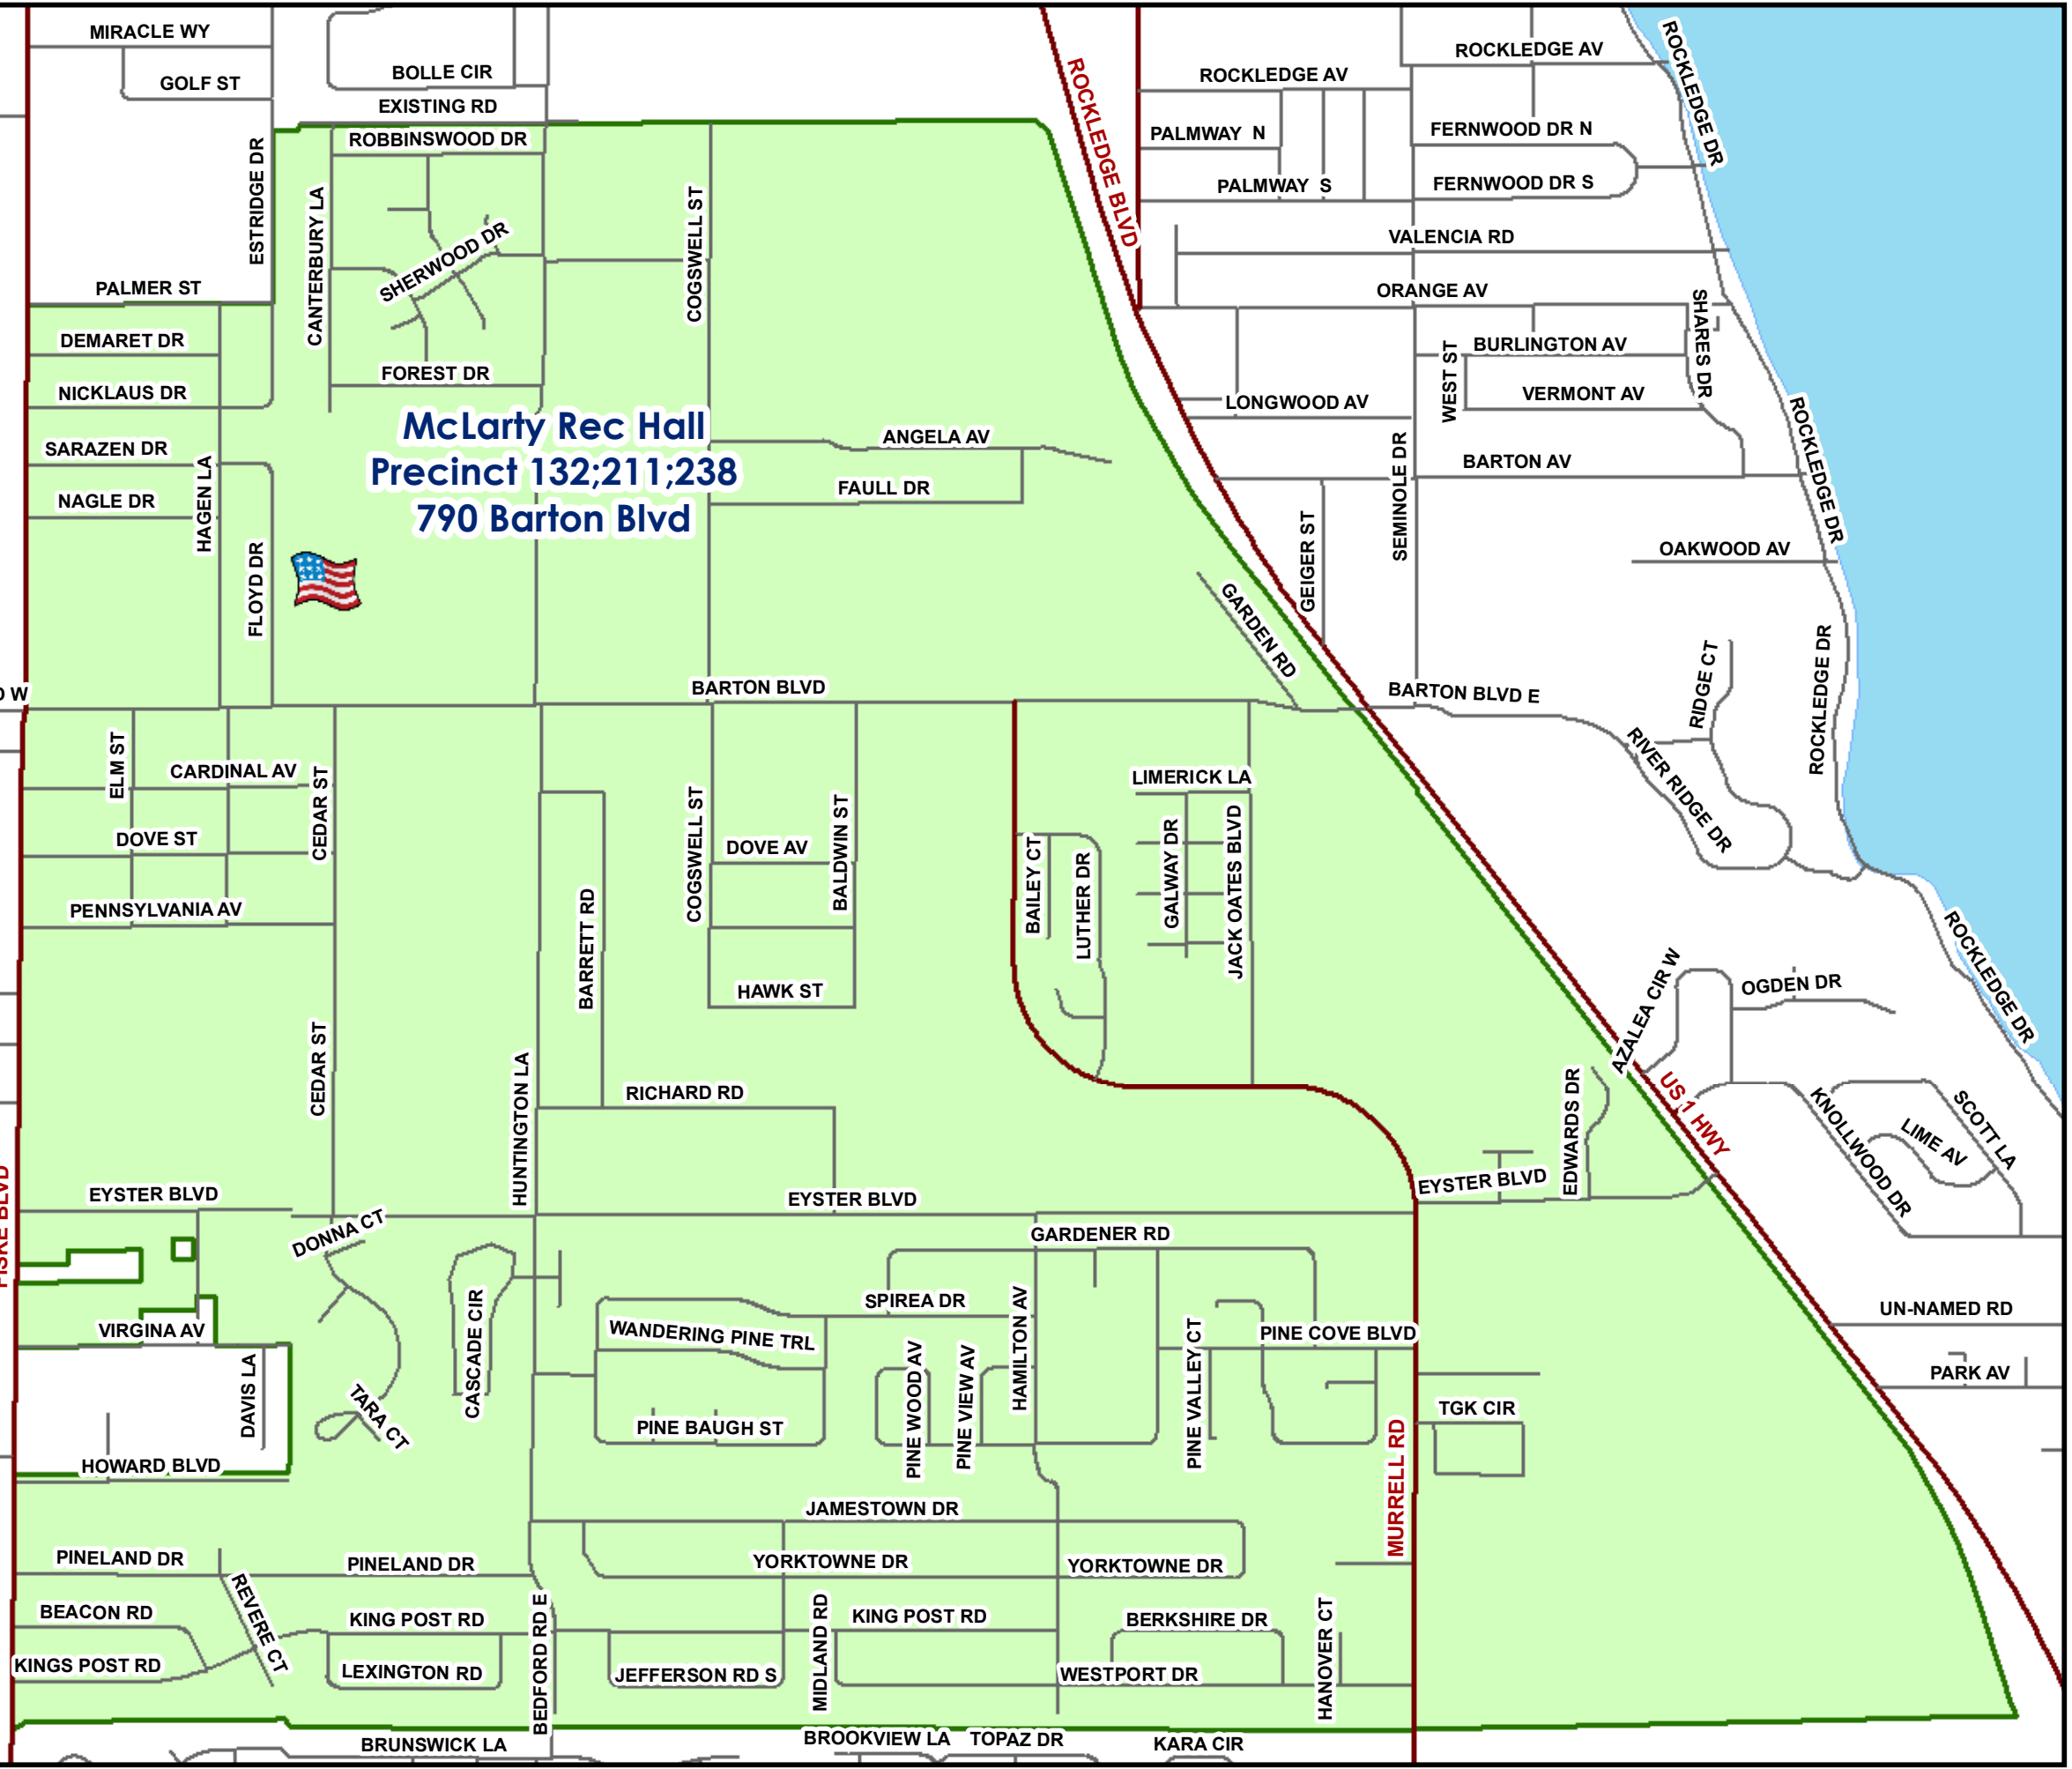 MIRACLE WY
GOLF ST
BOLLE CIR
EXISTING RD
ROBBINSWOOD DR
ESTRIDGE DR
CANTERBURY LA
SHERWOOD DR
COGSWELL ST
ROCKLEDGE BLVD
ROCKLEDGE AV
ROCKLEDGE AV
ROCKLEDGE DR
PALMWAY N
FERNWOOD DR N
PALMWAY S
FERNWOOD DR S
VALENCIA RD
PALMER ST
ORANGE AV
DEMARET DR
SHARES DR
BURLINGTON AV
WEST ST
NICKLAUS DR
FOREST DR
VERMONT AV
LONGWOOD AV
ROCKLEDGE DR
McLarty Rec Hall
Precinct 132;211;238
790 Barton Blvd
ANGELA AV
SARAZEN DR
HAGEN LA
BARTON AV
SEMINOLE DR
NAGLE DR
FAULL DR
FLOYD DR
GEIGER ST
OAKWOOD AV
GARDEN RD
D W
BARTON BLVD
BARTON BLVD E
RIDGE CT
ROCKLEDGE DR
RIVER RIDGE DR
ELM ST
CARDINAL AV
CEDAR ST
LIMERICK LA
DOVE ST
COGSWELL ST
DOVE AV
BALDWIN ST
BAILEY CT
LUTHER DR
GALWAY DR
JACK OATES BLVD
PENNSYLVANIA AV
BARRETT RD
HAWK ST
ROCKLEDGE DR
AZALEA CIR W
OGDEN DR
CEDAR ST
HUNTINGTON LA
RICHARD RD
EDWARDS DR
US 1 HWY
KNOLLWOOD DR
LIME AV
SCOTT LA
FISKE BLVD
EYSTER BLVD
EYSTER BLVD
EYSTER BLVD
DONNA CT
GARDENER RD
CASCADE CIR
SPIREA DR
HAMILTON AV
UN-NAMED RD
VIRGINA AV
WANDERING PINE TRL
PINE COVE BLVD
PINE WOOD AV
PINE VIEW AV
PINE VALLEY CT
PARK AV
DAVIS LA
TARA CT
PINE BAUGH ST
TGK CIR
MURRELL RD
HOWARD BLVD
JAMESTOWN DR
PINELAND DR
PINELAND DR
YORKTOWNE DR
YORKTOWNE DR
REVERE CT
BEACON RD
KING POST RD
BEDFORD RD E
MIDLAND RD
KING POST RD
BERKSHIRE DR
HANOVER CT
KINGS POST RD
LEXINGTON RD
JEFFERSON RD S
WESTPORT DR
BRUNSWICK LA
BROOKVIEW LA
TOPAZ DR
KARA CIR